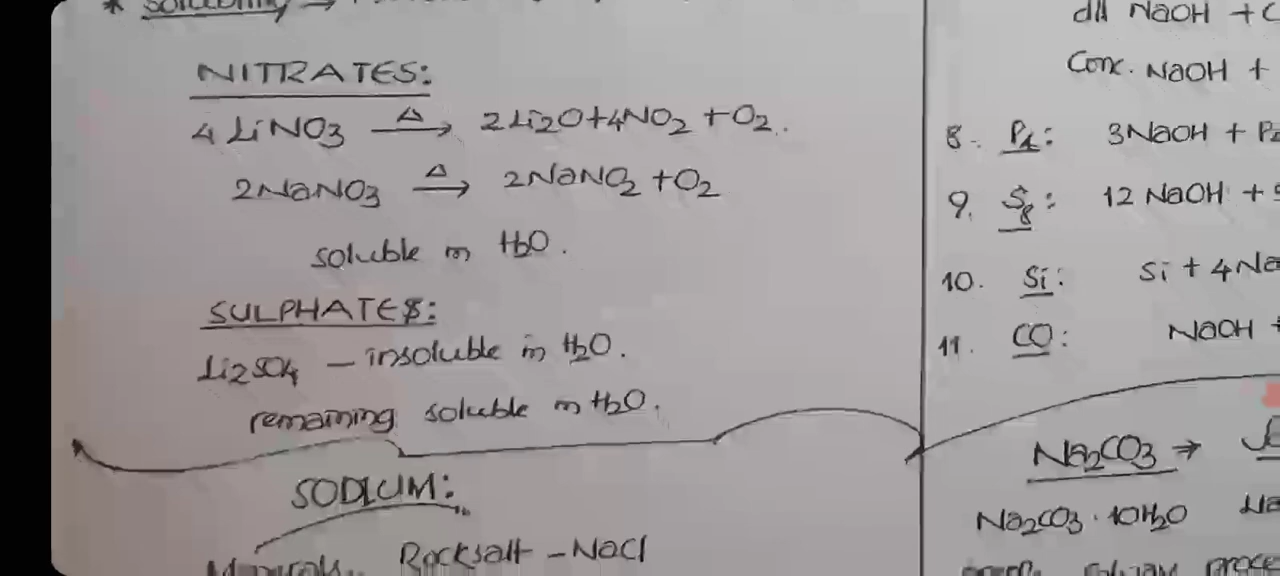 NITRATES:
4 LiNO3 —Δ→ 2Li2O+4NO2 +O2.
2NaNO3 —Δ→ 2NaNO2 +O2
soluble in H2O.
SULPHATES:
Li2SO4 – insoluble in H2O.
remaining soluble in H2O.
SODIUM:
Rocksalt – NaCl
dil NaOH + C
Conc. NaOH +
8. P4: 3NaOH + P
9. S8: 12 NaOH +
10. Si: Si + 4Na
11. CO: NaOH +
Na2CO3 →
Na2CO3 · 10H2O